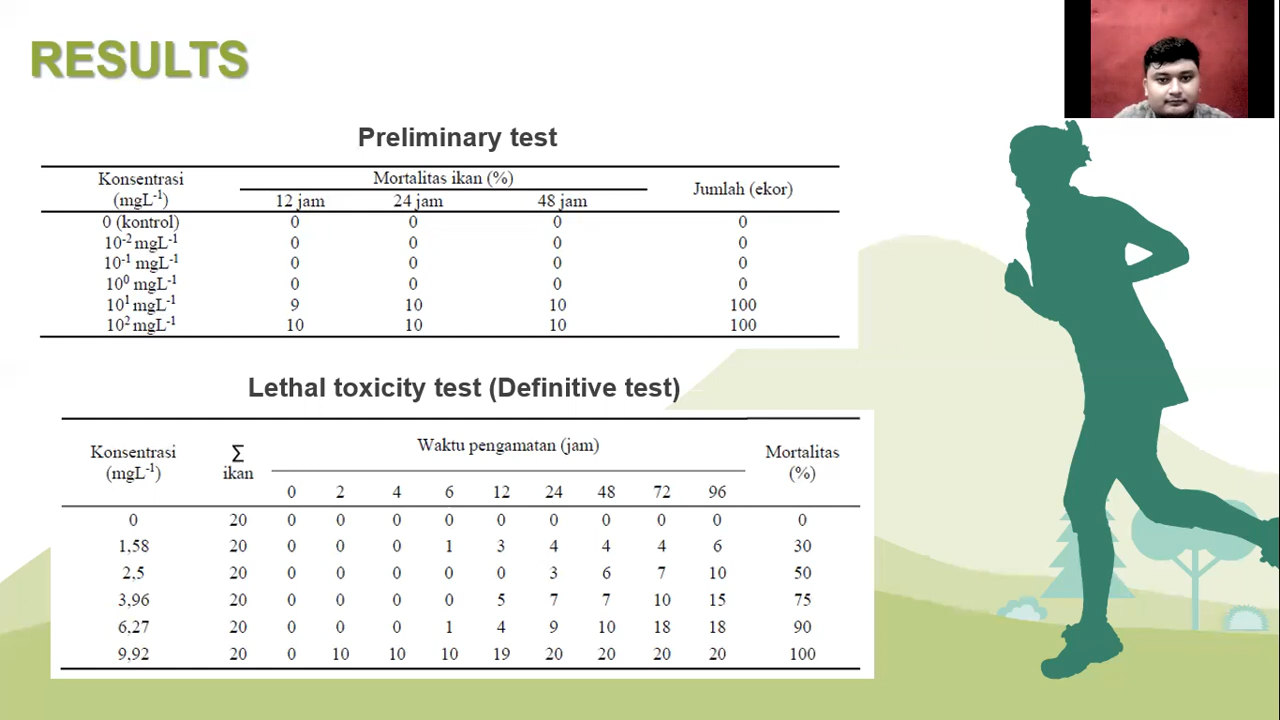 RESULTS
Preliminary test
Konsentrasi (mgL-1) Mortalitas ikan (%) Jumlah (ekor)
12 jam 24 jam 48 jam
0 (kontrol) 0 0 0 0
10-2 mgL-1 0 0 0 0
10-1 mgL-1 0 0 0 0
100 mgL-1 0 0 0 0
101 mgL-1 9 10 10 100
102 mgL-1 10 10 10 100
Lethal toxicity test (Definitive test)
Konsentrasi (mgL-1) Σ ikan Waktu pengamatan (jam) Mortalitas (%)
0 2 4 6 12 24 48 72 96
0 20 0 0 0 0 0 0 0 0 0 0
1,58 20 0 0 0 1 3 4 4 4 6 30
2,5 20 0 0 0 0 0 3 6 7 10 50
3,96 20 0 0 0 0 5 7 7 10 15 75
6,27 20 0 0 0 1 4 9 10 18 18 90
9,92 20 0 10 10 10 19 20 20 20 20 100